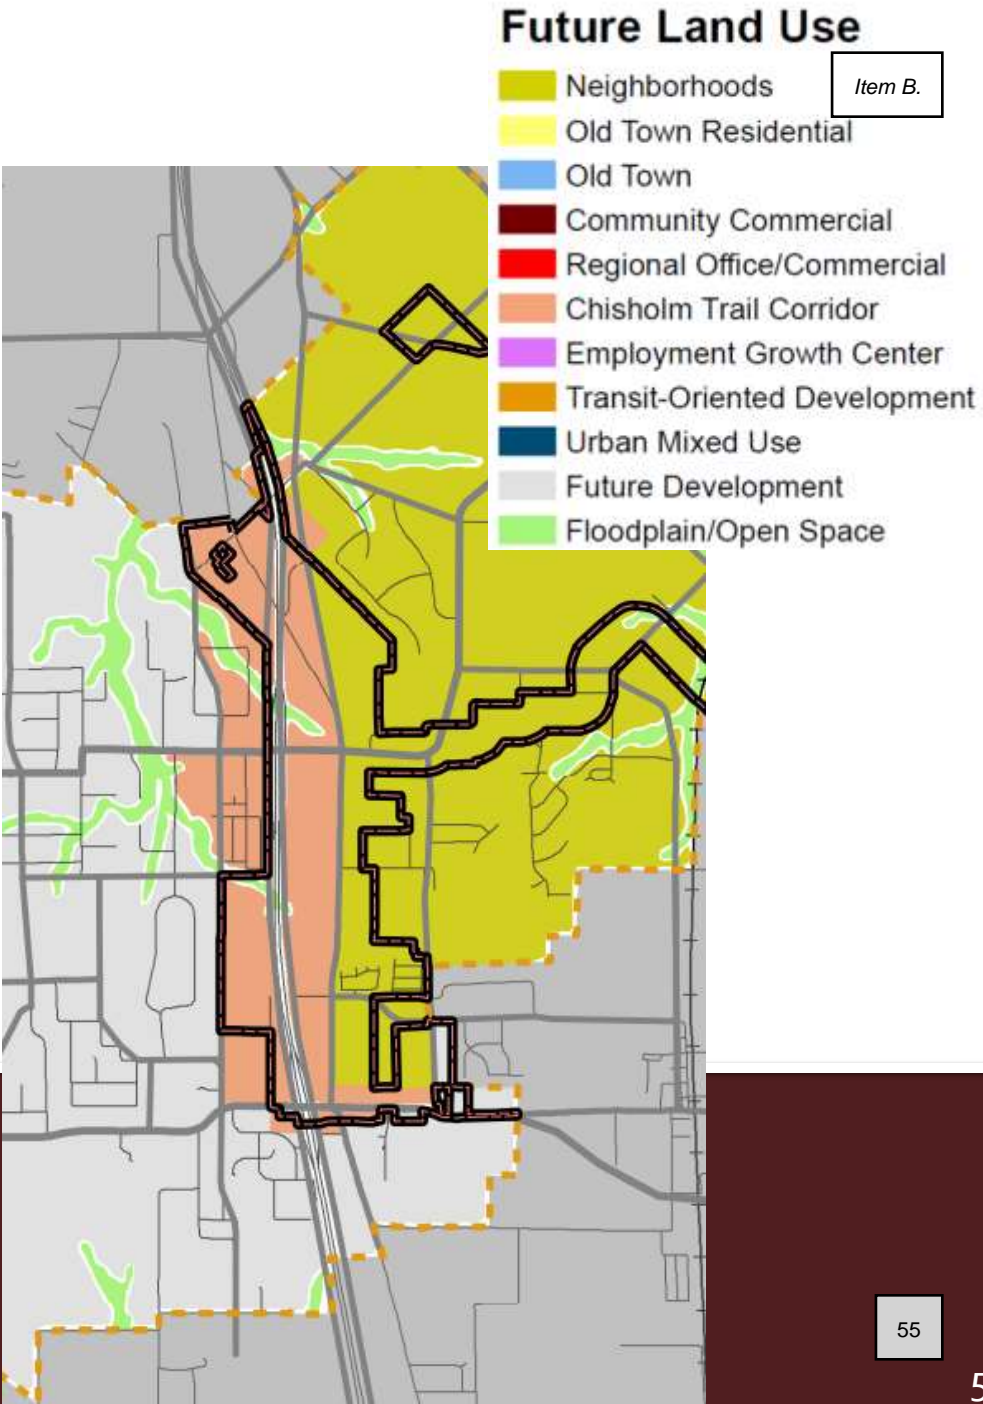 Future Land Use
Neighborhoods
Item B.
Old Town Residential
Old Town
Community Commercial
Regional Office/Commercial
Chisholm Trail Corridor
Employment Growth Center
Transit-Oriented Development
Urban Mixed Use
Future Development
Floodplain/Open Space
55
5